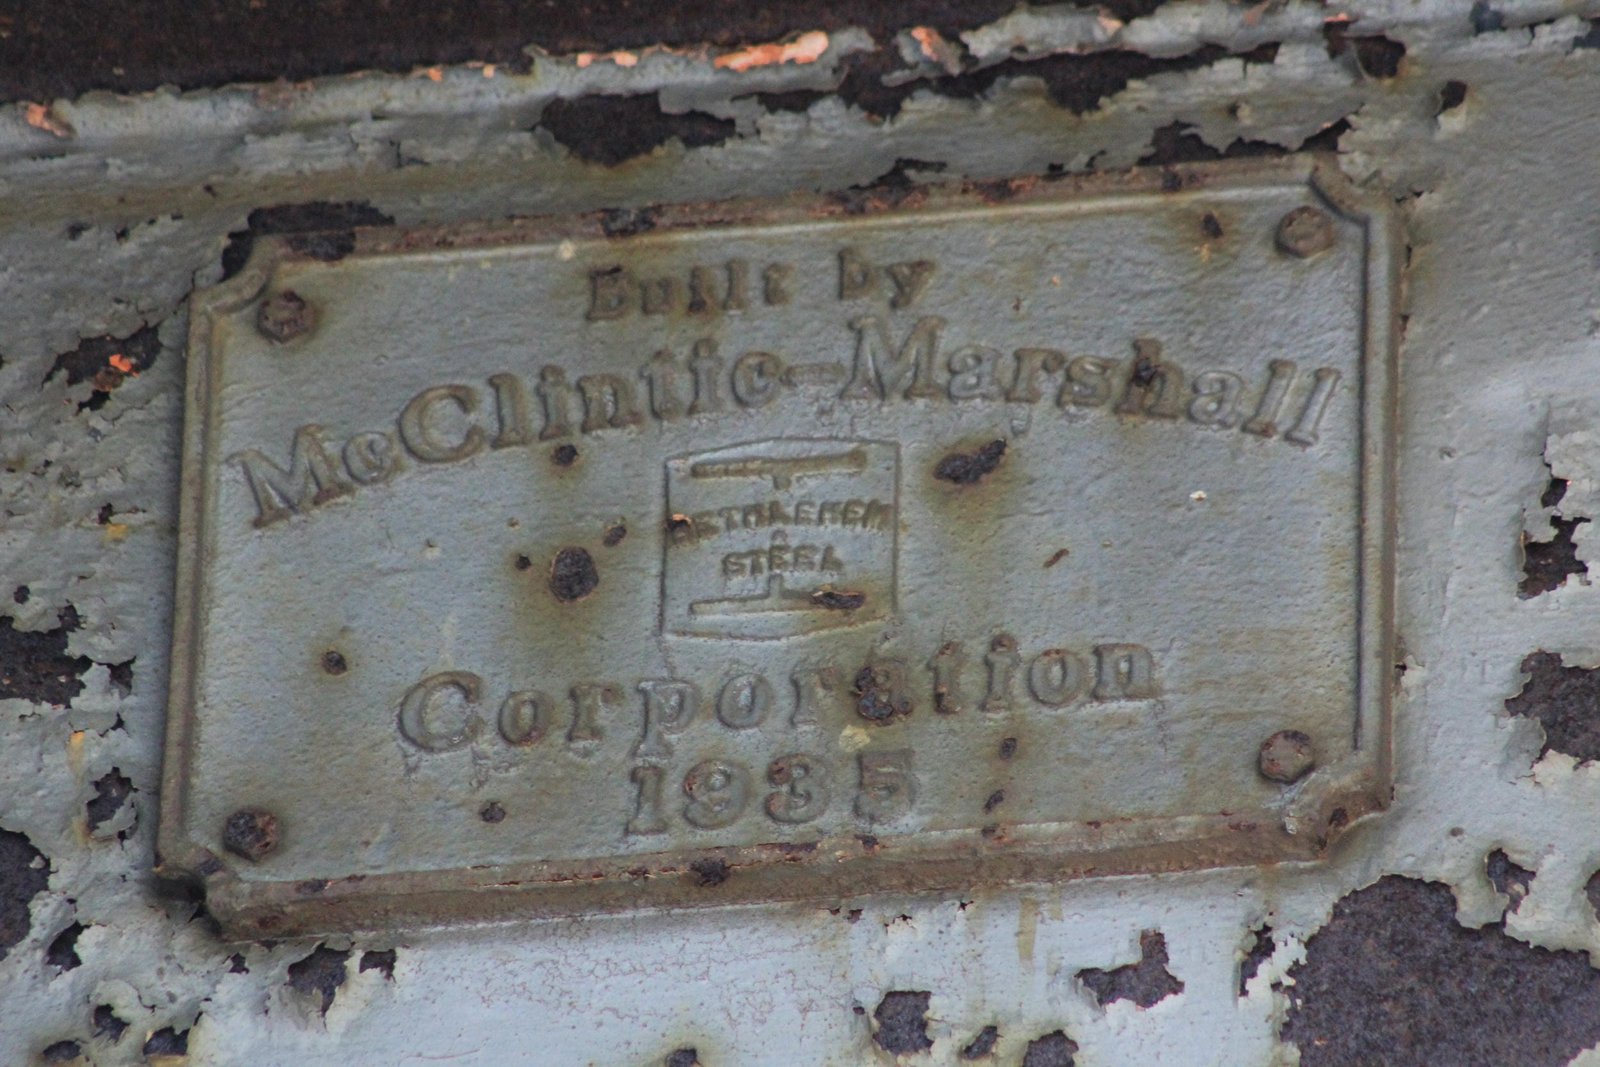 Built by
McClintic-Marshall
BETHLEHEM
STEEL
Corporation
1935